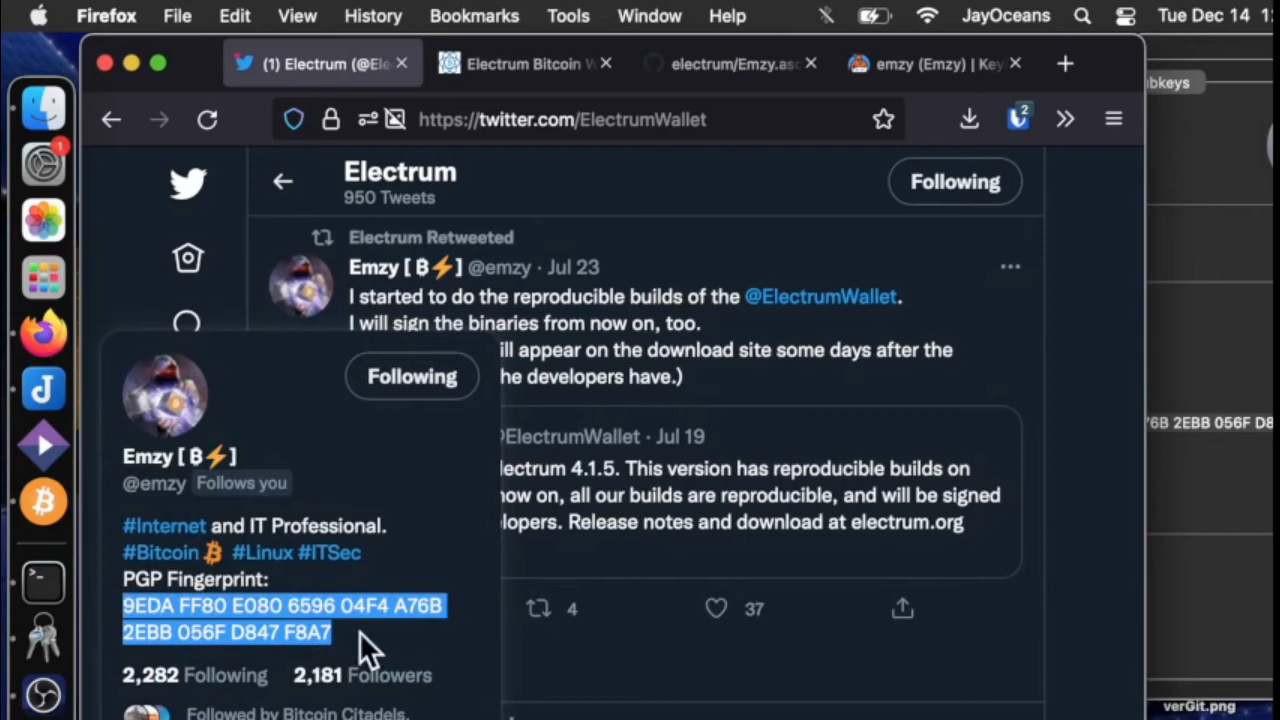 Firefox File Edit View History Bookmarks Tools Window Help JayOceans Tue Dec 14
(1) Electrum (@Ele Electrum Bitcoin electrum/Emzy.asc emzy (Emzy) | Key
bkeys
https://twitter.com/ElectrumWallet 2
1
Electrum
950 Tweets
Following
Electrum Retweeted
Emzy [ ₿⚡] @emzy · Jul 23
I started to do the reproducible builds of the @ElectrumWallet.
I will sign the binaries from now on, too.
ill appear on the download site some days after the
he developers have.)
Following
ElectrumWallet · Jul 19
lectrum 4.1.5. This version has reproducible builds on
now on, all our builds are reproducible, and will be signed
lopers. Release notes and download at electrum.org
4 37
Emzy [ ₿⚡]
@emzy Follows you
#Internet and IT Professional.
#Bitcoin #Linux #ITSec
PGP Fingerprint:
9EDA FF80 E080 6596 04F4 A76B
2EBB 056F D847 F8A7
2,282 Following 2,181 Followers
Followed by Bitcoin Citadels,
76B 2EBB 056F D8
verGit.png